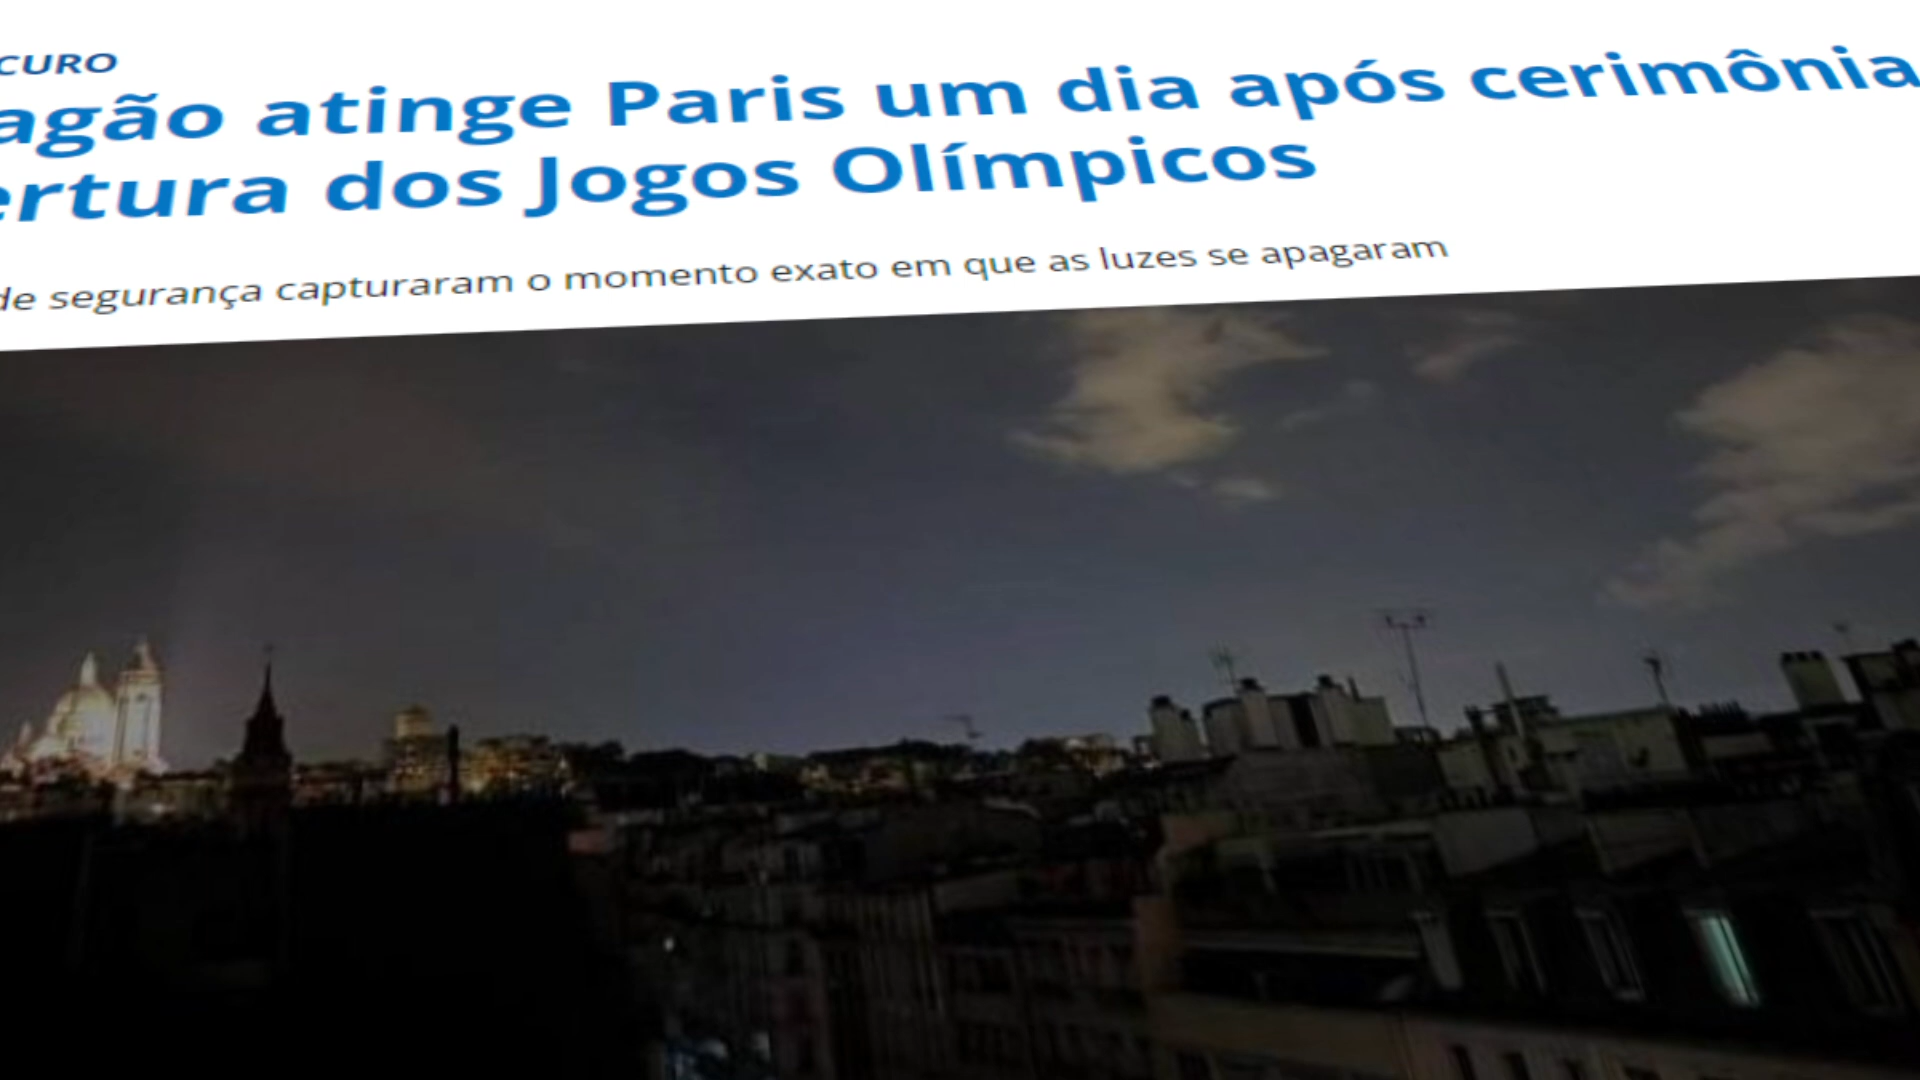 CURO
agão atinge Paris um dia após cerimônia
ertura dos Jogos Olímpicos
de segurança capturaram o momento exato em que as luzes se apagaram